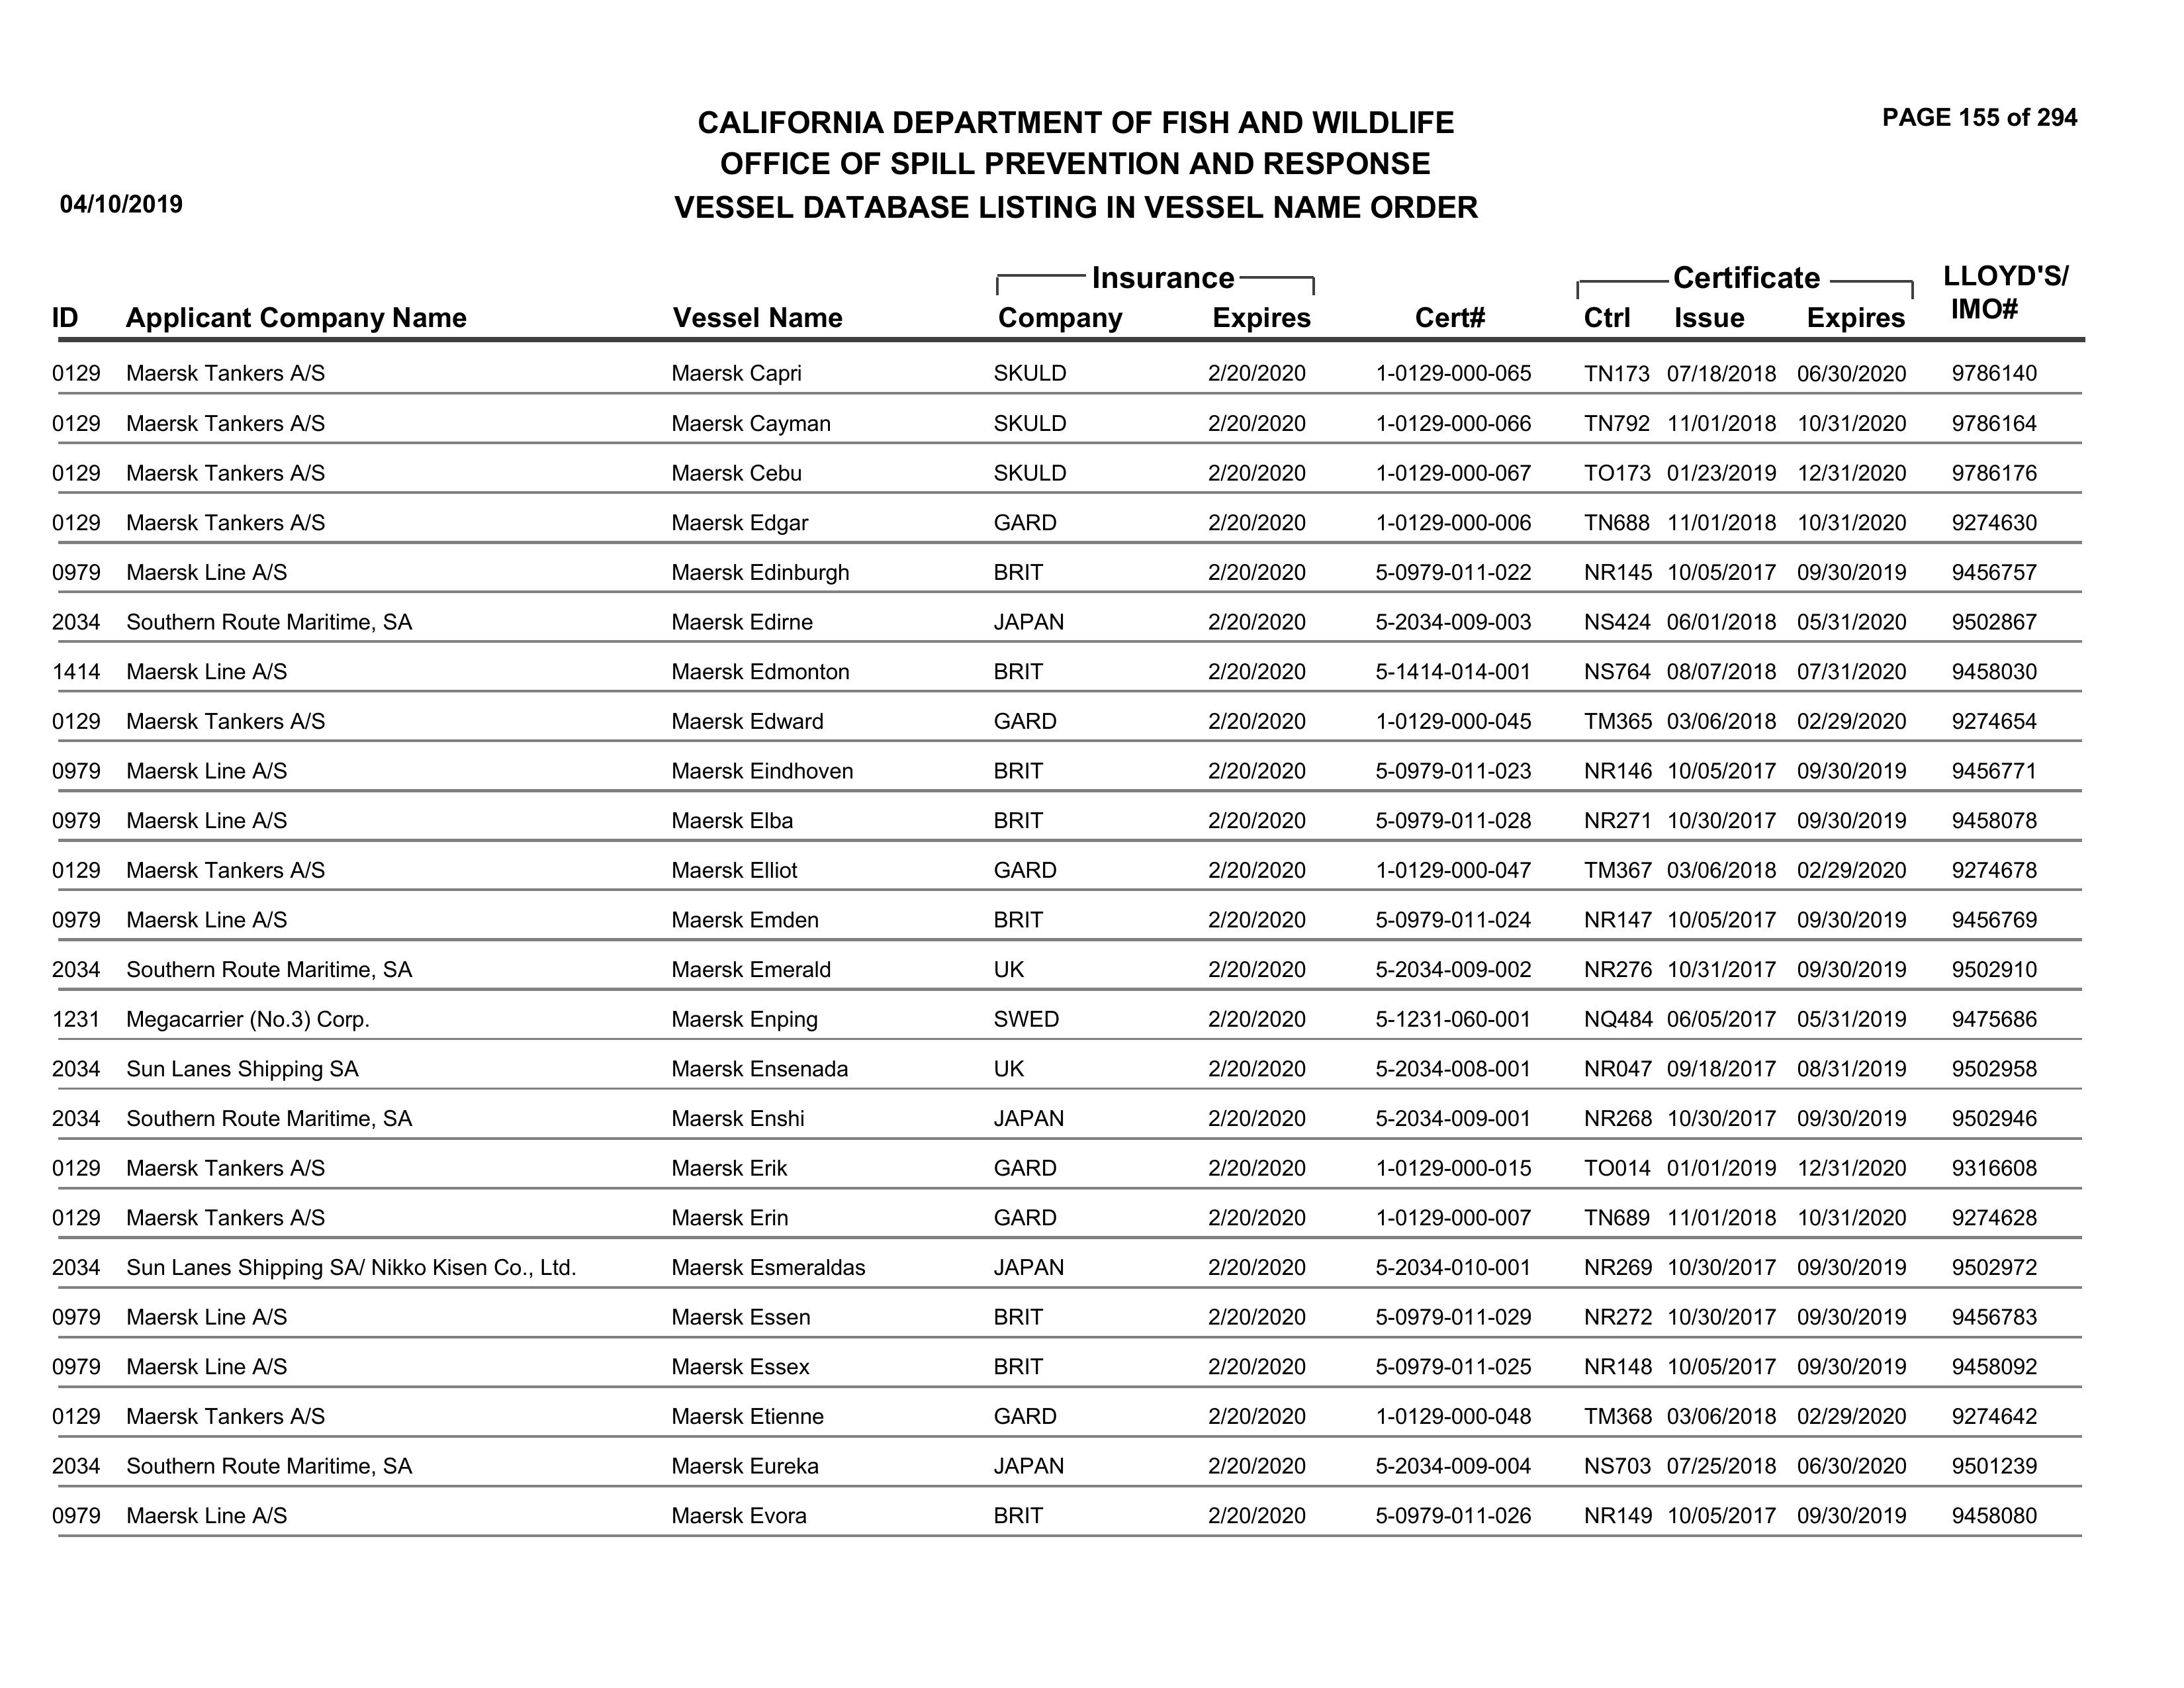 PAGE 155 of 294
CALIFORNIA DEPARTMENT OF FISH AND WILDLIFE
OFFICE OF SPILL PREVENTION AND RESPONSE
04/10/2019 VESSEL DATABASE LISTING IN VESSEL NAME ORDER
Insurance Certificate LLOYD'S/
ID Applicant Company Name Vessel Name Company Expires Cert# Ctrl Issue Expires IMO#
0129 Maersk Tankers A/S Maersk Capri SKULD 2/20/2020 1-0129-000-065 TN173 07/18/2018 06/30/2020 9786140
0129 Maersk Tankers A/S Maersk Cayman SKULD 2/20/2020 1-0129-000-066 TN792 11/01/2018 10/31/2020 9786164
0129 Maersk Tankers A/S Maersk Cebu SKULD 2/20/2020 1-0129-000-067 TO173 01/23/2019 12/31/2020 9786176
0129 Maersk Tankers A/S Maersk Edgar GARD 2/20/2020 1-0129-000-006 TN688 11/01/2018 10/31/2020 9274630
0979 Maersk Line A/S Maersk Edinburgh BRIT 2/20/2020 5-0979-011-022 NR145 10/05/2017 09/30/2019 9456757
2034 Southern Route Maritime, SA Maersk Edirne JAPAN 2/20/2020 5-2034-009-003 NS424 06/01/2018 05/31/2020 9502867
1414 Maersk Line A/S Maersk Edmonton BRIT 2/20/2020 5-1414-014-001 NS764 08/07/2018 07/31/2020 9458030
0129 Maersk Tankers A/S Maersk Edward GARD 2/20/2020 1-0129-000-045 TM365 03/06/2018 02/29/2020 9274654
0979 Maersk Line A/S Maersk Eindhoven BRIT 2/20/2020 5-0979-011-023 NR146 10/05/2017 09/30/2019 9456771
0979 Maersk Line A/S Maersk Elba BRIT 2/20/2020 5-0979-011-028 NR271 10/30/2017 09/30/2019 9458078
0129 Maersk Tankers A/S Maersk Elliot GARD 2/20/2020 1-0129-000-047 TM367 03/06/2018 02/29/2020 9274678
0979 Maersk Line A/S Maersk Emden BRIT 2/20/2020 5-0979-011-024 NR147 10/05/2017 09/30/2019 9456769
2034 Southern Route Maritime, SA Maersk Emerald UK 2/20/2020 5-2034-009-002 NR276 10/31/2017 09/30/2019 9502910
1231 Megacarrier (No.3) Corp. Maersk Enping SWED 2/20/2020 5-1231-060-001 NQ484 06/05/2017 05/31/2019 9475686
2034 Sun Lanes Shipping SA Maersk Ensenada UK 2/20/2020 5-2034-008-001 NR047 09/18/2017 08/31/2019 9502958
2034 Southern Route Maritime, SA Maersk Enshi JAPAN 2/20/2020 5-2034-009-001 NR268 10/30/2017 09/30/2019 9502946
0129 Maersk Tankers A/S Maersk Erik GARD 2/20/2020 1-0129-000-015 TO014 01/01/2019 12/31/2020 9316608
0129 Maersk Tankers A/S Maersk Erin GARD 2/20/2020 1-0129-000-007 TN689 11/01/2018 10/31/2020 9274628
2034 Sun Lanes Shipping SA/ Nikko Kisen Co., Ltd. Maersk Esmeraldas JAPAN 2/20/2020 5-2034-010-001 NR269 10/30/2017 09/30/2019 9502972
0979 Maersk Line A/S Maersk Essen BRIT 2/20/2020 5-0979-011-029 NR272 10/30/2017 09/30/2019 9456783
0979 Maersk Line A/S Maersk Essex BRIT 2/20/2020 5-0979-011-025 NR148 10/05/2017 09/30/2019 9458092
0129 Maersk Tankers A/S Maersk Etienne GARD 2/20/2020 1-0129-000-048 TM368 03/06/2018 02/29/2020 9274642
2034 Southern Route Maritime, SA Maersk Eureka JAPAN 2/20/2020 5-2034-009-004 NS703 07/25/2018 06/30/2020 9501239
0979 Maersk Line A/S Maersk Evora BRIT 2/20/2020 5-0979-011-026 NR149 10/05/2017 09/30/2019 9458080